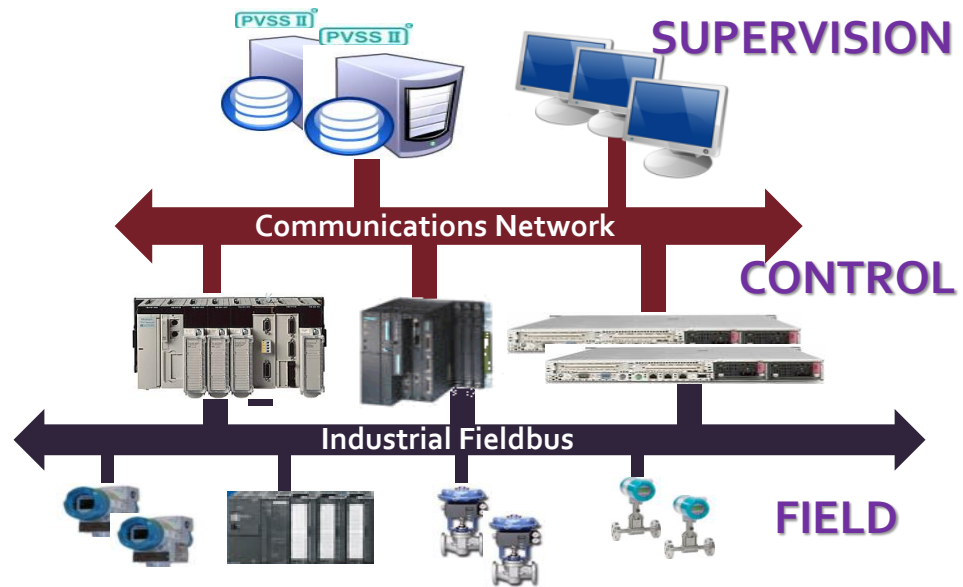 PVSS II
PVSS II
SUPERVISION
Communications Network
CONTROL
Industrial Fieldbus
FIELD